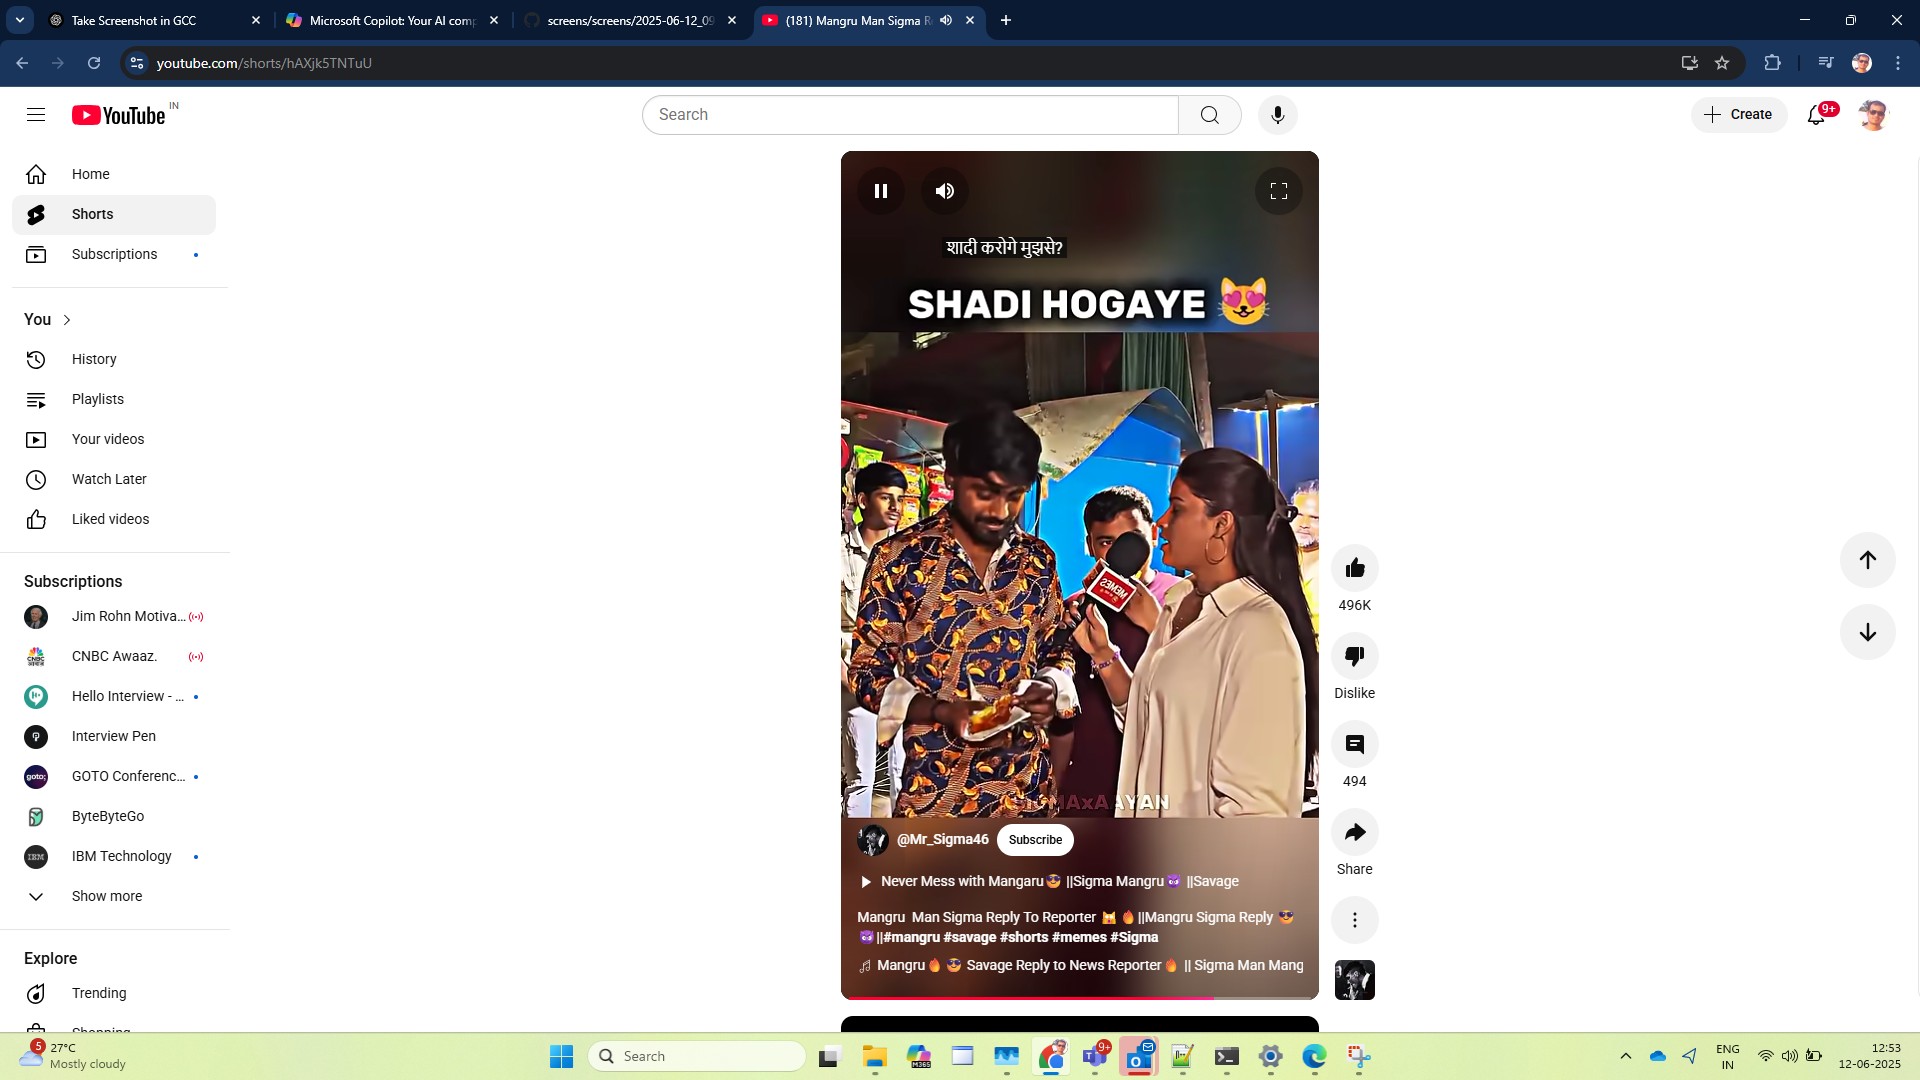 Take Screenshot in GCC
Microsoft Copilot: Your AI comp
screens/screens/2025-06-12_09
(181) Mangru Man Sigma R
youtube.com/shorts/hAXjk5TNTuU
YouTube
IN
Search
Create
9+
Home
Shorts
Subscriptions
You
History
Playlists
Your videos
Watch Later
Liked videos
Subscriptions
Jim Rohn Motiva...
CNBC Awaaz.
Hello Interview - ...
Interview Pen
GOTO Conferenc...
ByteByteGo
IBM Technology
Show more
Explore
Trending
Shopping
शादी करोगे मुझसे?
SHADI HOGAYE 😻
MEMES
SIGMAxAAYAN
@Mr_Sigma46
Subscribe
Never Mess with Mangaru😎 ||Sigma Mangru😈 ||Savage
Mangru Man Sigma Reply To Reporter 🙀🔥||Mangru Sigma Reply 😎
😈||#mangru #savage #shorts #memes #Sigma
Mangru🔥 😎 Savage Reply to News Reporter🔥 || Sigma Man Mang
496K
Dislike
494
Share
5
27°C
Mostly cloudy
Search
M365
9+
ENG
IN
12:53
12-06-2025